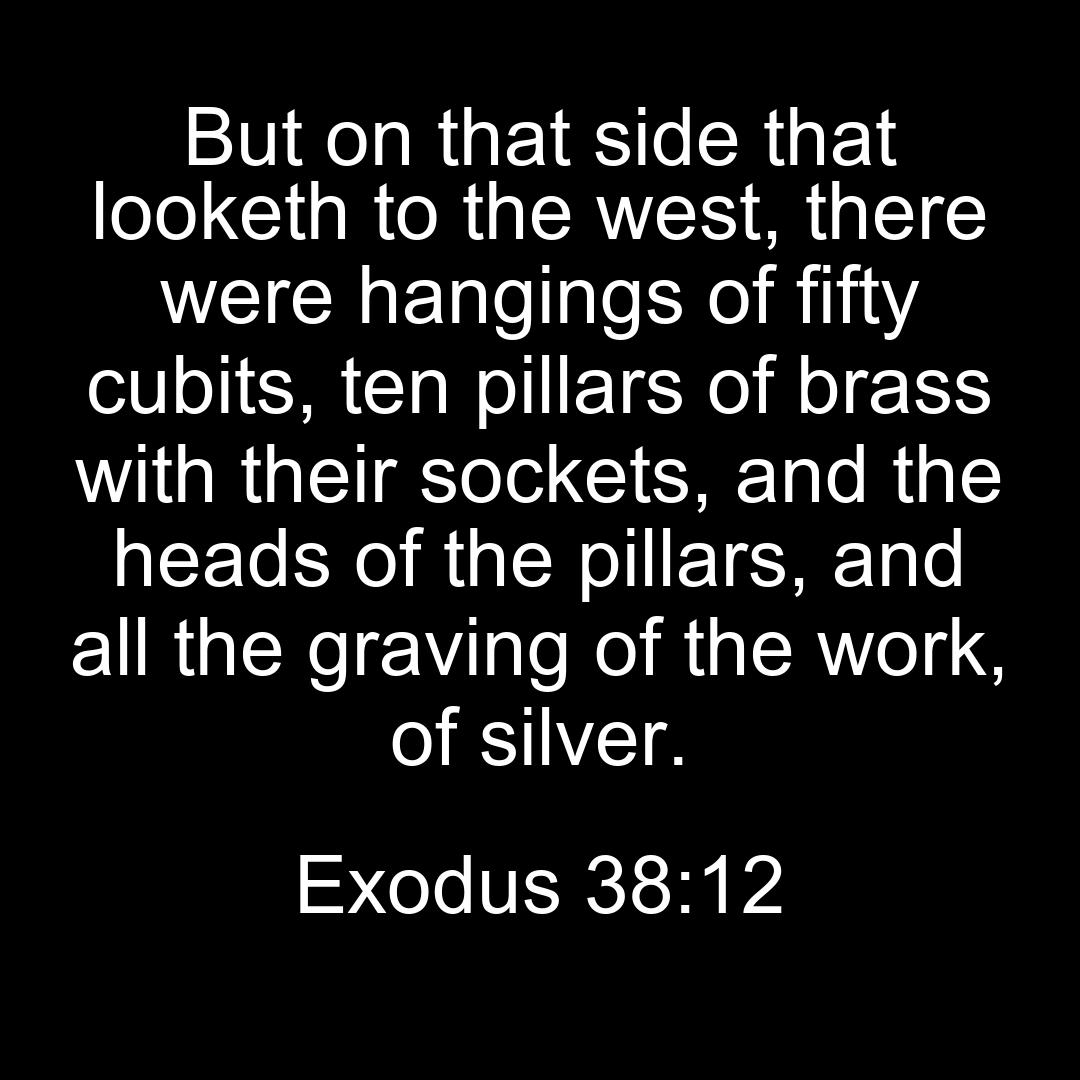 But on that side that
looketh to the west, there
were hangings of fifty
cubits, ten pillars of brass
with their sockets, and the
heads of the pillars, and
all the graving of the work,
of silver.
Exodus 38:12